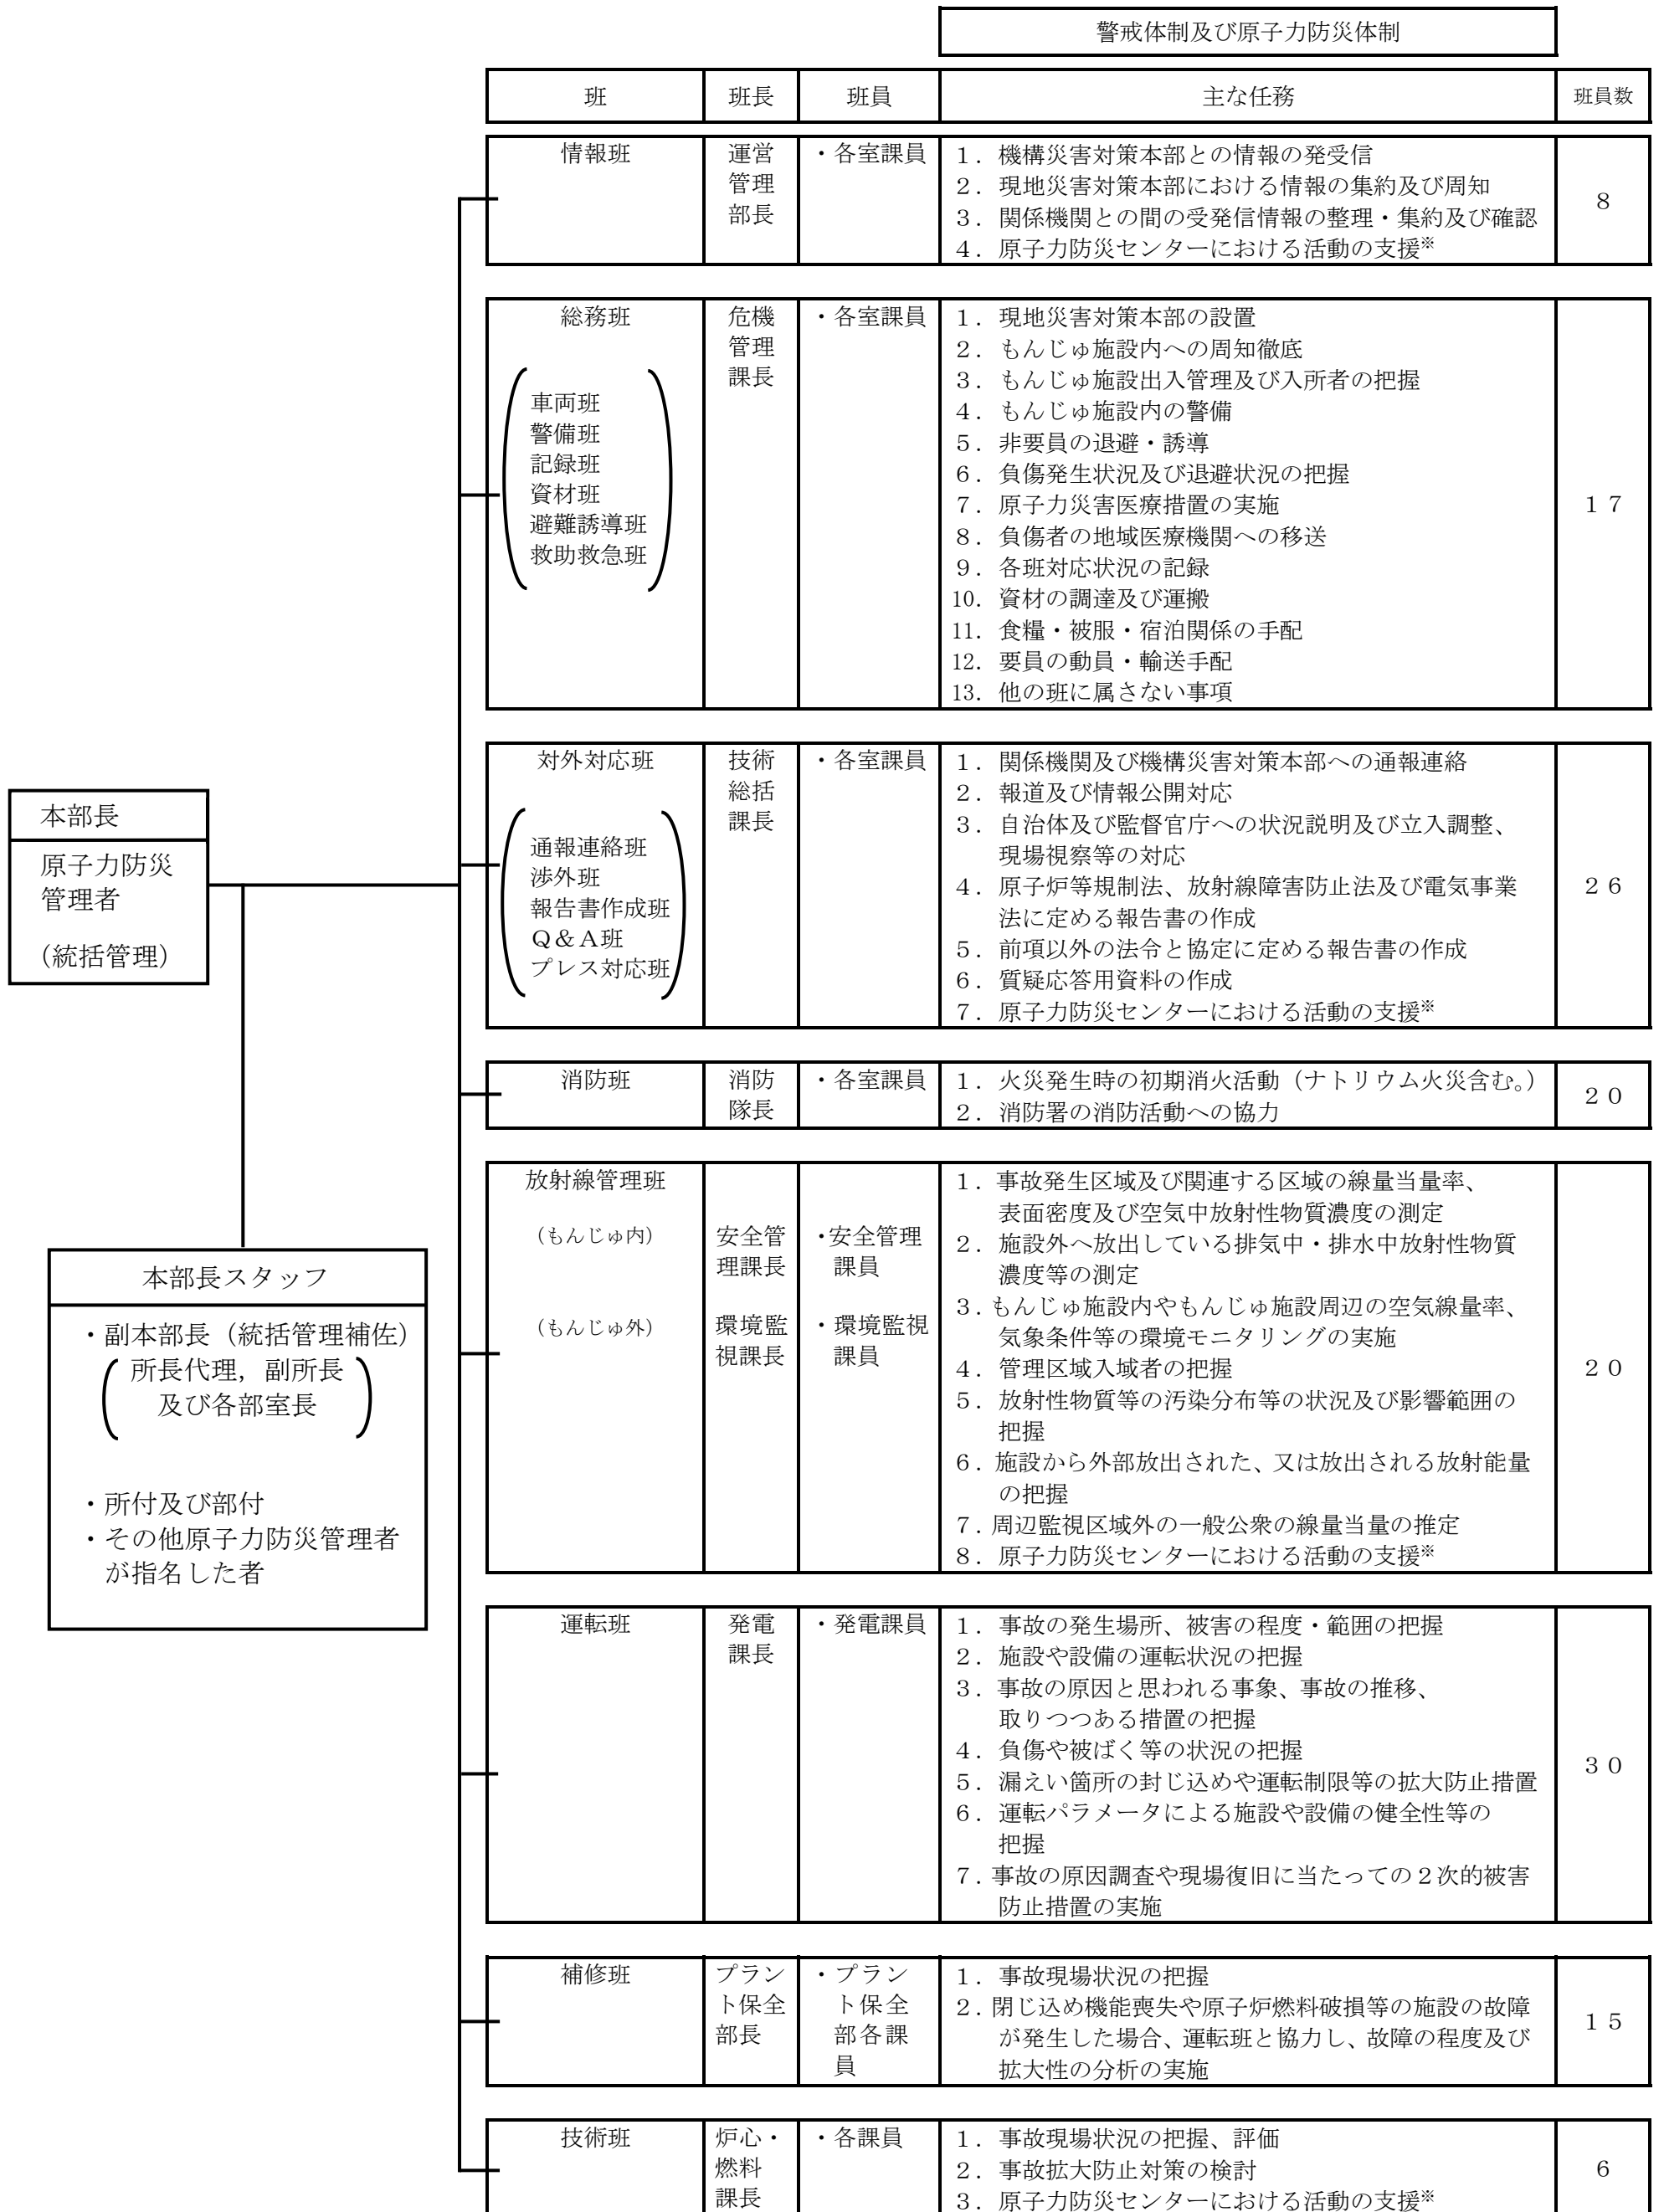 警戒体制及び原子力防災体制
班 班長 班員 主な任務 班員数
情報班
運営
管理
部長
・各室課員
1．機構災害対策本部との情報の発受信
2．現地災害対策本部における情報の集約及び周知
3．関係機関との間の受発信情報の整理・集約及び確認
4．原子力防災センターにおける活動の支援※
8
総務班
車両班
警備班
記録班
資材班
避難誘導班
救助救急班
危機
管理
課長
・各室課員
1．現地災害対策本部の設置
2．もんじゅ施設内への周知徹底
3．もんじゅ施設出入管理及び入所者の把握
4．もんじゅ施設内の警備
5．非要員の退避・誘導
6．負傷発生状況及び退避状況の把握
7．原子力災害医療措置の実施
8．負傷者の地域医療機関への移送
9．各班対応状況の記録
10．資材の調達及び運搬
11．食糧・被服・宿泊関係の手配
12．要員の動員・輸送手配
13．他の班に属さない事項
17
本部長
原子力防災
管理者
（統括管理）
対外対応班
通報連絡班
渉外班
報告書作成班
Q＆A班
プレス対応班
技術
総括
課長
・各室課員
1．関係機関及び機構災害対策本部への通報連絡
2．報道及び情報公開対応
3．自治体及び監督官庁への状況説明及び立入調整、
現場視察等の対応
4．原子炉等規制法、放射線障害防止法及び電気事業
法に定める報告書の作成
5．前項以外の法令と協定に定める報告書の作成
6．質疑応答用資料の作成
7．原子力防災センターにおける活動の支援※
26
消防班
消防
隊長
・各室課員
1．火災発生時の初期消火活動（ナトリウム火災含む。）
2．消防署の消防活動への協力
20
本部長スタッフ
・副本部長（統括管理補佐）
所長代理，副所長
及び各部室長
・所付及び部付
・その他原子力防災管理者
が指名した者
放射線管理班
（もんじゅ内）
安全管
理課長
・安全管理
課員
（もんじゅ外）
環境監
視課長
・環境監視
課員
1．事故発生区域及び関連する区域の線量当量率、
表面密度及び空気中放射性物質濃度の測定
2．施設外へ放出している排気中・排水中放射性物質
濃度等の測定
3．もんじゅ施設内やもんじゅ施設周辺の空気線量率、
気象条件等の環境モニタリングの実施
4．管理区域入域者の把握
5．放射性物質等の汚染分布等の状況及び影響範囲の
把握
6．施設から外部放出された、又は放出される放射能量
の把握
7．周辺監視区域外の一般公衆の線量当量の推定
8．原子力防災センターにおける活動の支援※
20
運転班
発電
課長
・発電課員
1．事故の発生場所、被害の程度・範囲の把握
2．施設や設備の運転状況の把握
3．事故の原因と思われる事象、事故の推移、
取りつつある措置の把握
4．負傷や被ばく等の状況の把握
5．漏えい箇所の封じ込めや運転制限等の拡大防止措置
6．運転パラメータによる施設や設備の健全性等の
把握
7．事故の原因調査や現場復旧に当たっての2次的被害
防止措置の実施
30
補修班
プラン
ト保全
部長
・プラン
ト保全
部各課
員
1．事故現場状況の把握
2．閉じ込め機能喪失や原子炉燃料破損等の施設の故障
が発生した場合、運転班と協力し、故障の程度及び
拡大性の分析の実施
15
技術班
炉心・
燃料
課長
・各課員
1．事故現場状況の把握、評価
2．事故拡大防止対策の検討
3．原子力防災センターにおける活動の支援※
6